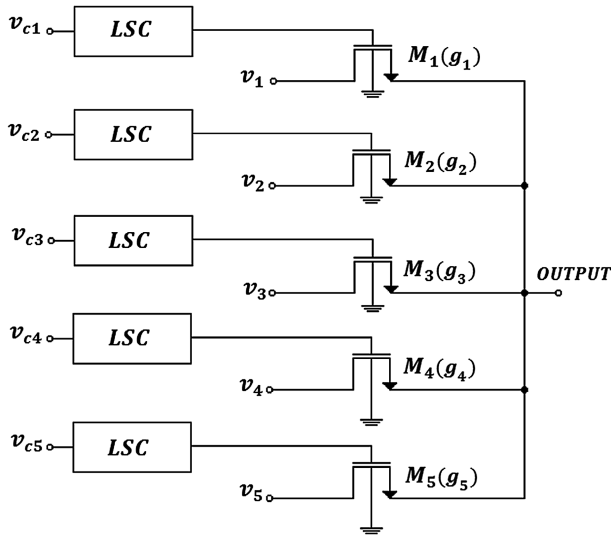 v_c1 LSC M_1(g_1)
v_1
v_c2 LSC M_2(g_2)
v_2
v_c3 LSC M_3(g_3)
v_3 OUTPUT
v_c4 LSC M_4(g_4)
v_4
v_c5 LSC M_5(g_5)
v_5